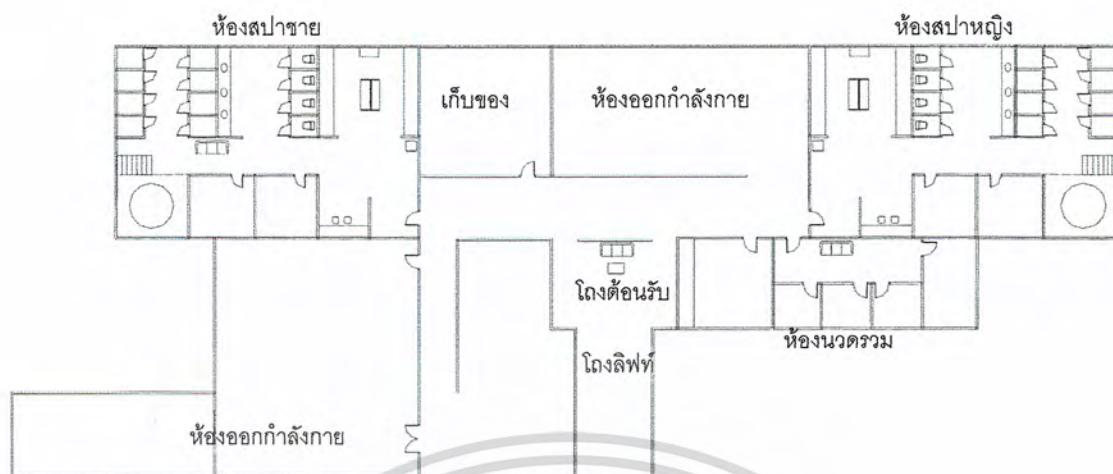 ห้องสปาชาย
ห้องสปาหญิง
เก็บของ
ห้องออกกำลังกาย
โถงต้อนรับ
ห้องนวดรวม
โถงลิฟท์
ห้องออกกำลังกาย